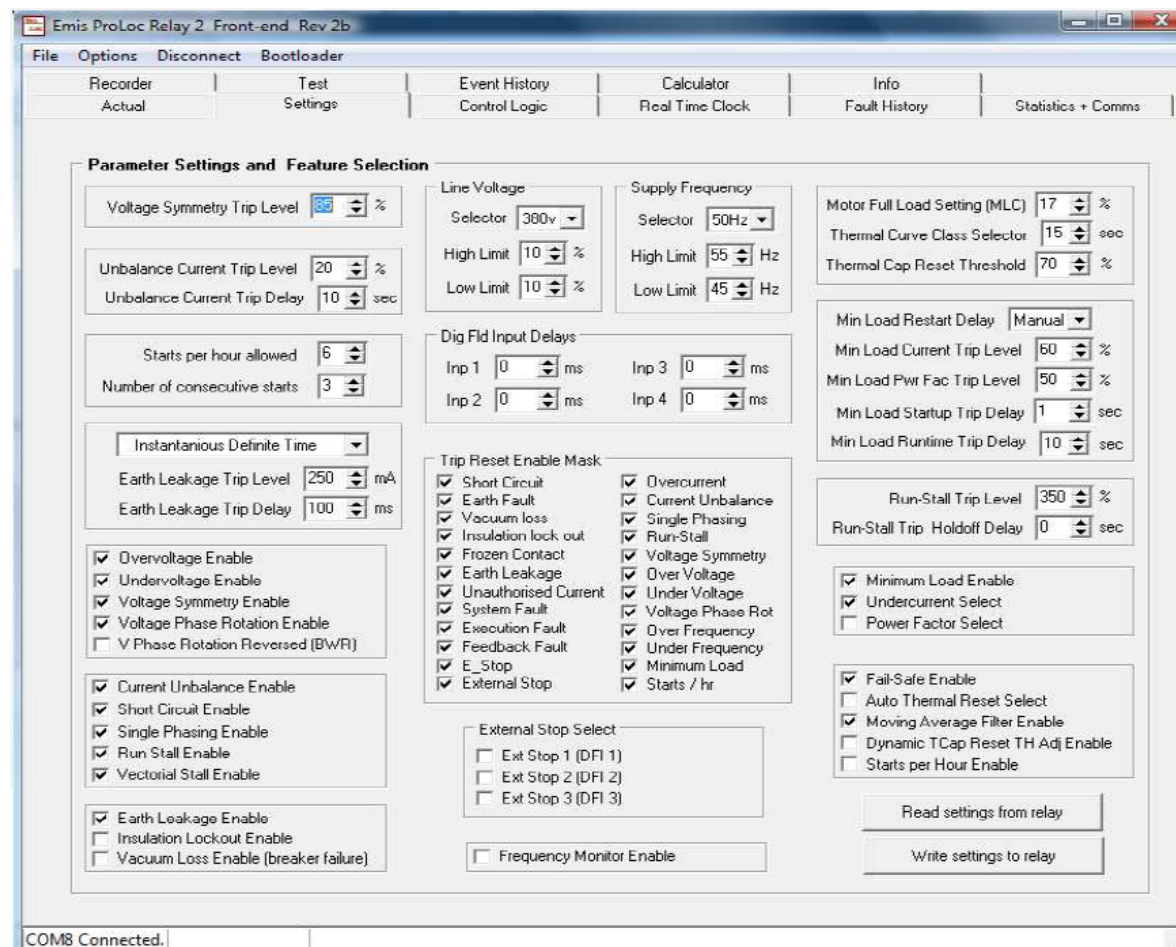 Emis ProLoc Relay 2 Front-end Rev 2b
File Options Disconnect Bootloader
Recorder Test Event History Calculator Info
Actual Settings Control Logic Real Time Clock Fault History Statistics + Comms
Parameter Settings and Feature Selection
Voltage Symmetry Trip Level 85 %
Unbalance Current Trip Level 20 %
Unbalance Current Trip Delay 10 sec
Starts per hour allowed 6
Number of consecutive starts 3
Instantanious Definite Time
Earth Leakage Trip Level 250 mA
Earth Leakage Trip Delay 100 ms
Overvoltage Enable
Undervoltage Enable
Voltage Symmetry Enable
Voltage Phase Rotation Enable
V Phase Rotation Reversed (BWR)
Current Unbalance Enable
Short Circuit Enable
Single Phasing Enable
Run Stall Enable
Vectorial Stall Enable
Earth Leakage Enable
Insulation Lockout Enable
Vacuum Loss Enable (breaker failure)
Line Voltage
Selector 380v
High Limit 10 %
Low Limit 10 %
Supply Frequency
Selector 50Hz
High Limit 55 Hz
Low Limit 45 Hz
Dig Fld Input Delays
Inp 1 0 ms Inp 3 0 ms
Inp 2 0 ms Inp 4 0 ms
Trip Reset Enable Mask
Short Circuit Overcurrent
Earth Fault Current Unbalance
Vacuum loss Single Phasing
Insulation lock out Run-Stall
Frozen Contact Voltage Symmetry
Earth Leakage Over Voltage
Unauthorised Current Under Voltage
System Fault Voltage Phase Rot
Execution Fault Over Frequency
Feedback Fault Under Frequency
E_Stop Minimum Load
External Stop Starts / hr
External Stop Select
Ext Stop 1 (DFI 1)
Ext Stop 2 (DFI 2)
Ext Stop 3 (DFI 3)
Frequency Monitor Enable
Motor Full Load Setting (MLC) 17 %
Thermal Curve Class Selector 15 sec
Thermal Cap Reset Threshold 70 %
Min Load Restart Delay Manual
Min Load Current Trip Level 60 %
Min Load Pwr Fac Trip Level 50 %
Min Load Startup Trip Delay 1 sec
Min Load Runtime Trip Delay 10 sec
Run-Stall Trip Level 350 %
Run-Stall Trip Holdoff Delay 0 sec
Minimum Load Enable
Undercurrent Select
Power Factor Select
Fail-Safe Enable
Auto Thermal Reset Select
Moving Average Filter Enable
Dynamic TCap Reset TH Adj Enable
Starts per Hour Enable
Read settings from relay
Write settings to relay
COM8 Connected.